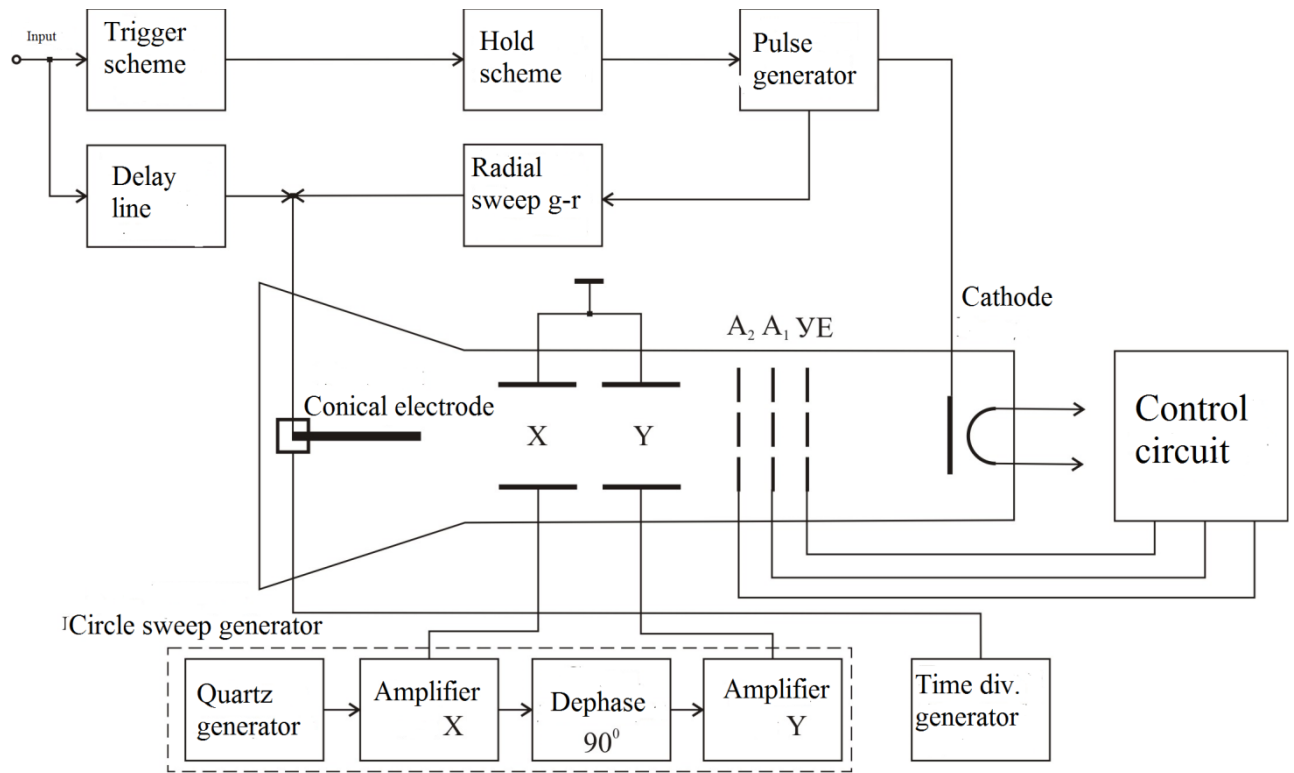 Input
Trigger
scheme
Hold
scheme
Pulse
generator
Delay
line
Radial
sweep g-r
Cathode
A₂ A₁ УЕ
Conical electrode
X
Y
Control
circuit
Circle sweep generator
Quartz
generator
Amplifier
X
Dephase
90⁰
Amplifier
Y
Time div.
generator